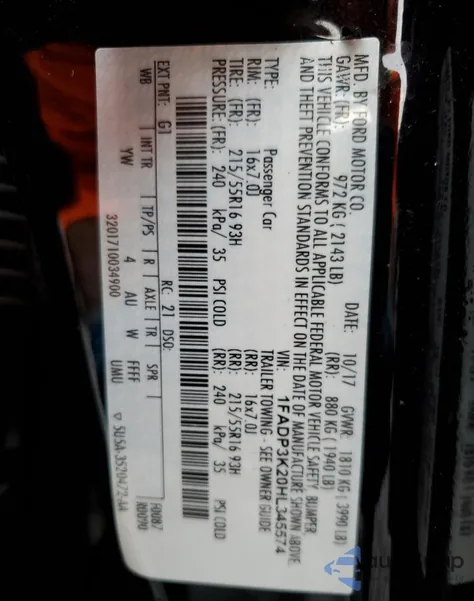 MFD. BY FORD MOTOR CO.
DATE: 10/17 GVWR: 1810 KG ( 3990 LB)
GAWR: (FR): 972 KG ( 2143 LB) (RR): 880 KG ( 1940 LB)
THIS VEHICLE CONFORMS TO ALL APPLICABLE FEDERAL MOTOR VEHICLE SAFETY BUMPER
AND THEFT PREVENTION STANDARDS IN EFFECT ON THE DATE OF MANUFACTURE SHOWN ABOVE.
VIN: 1FADP3K20HL345574
TYPE: Passenger Car TRAILER TOWING - SEE OWNER GUIDE
RIM: (FR): 16x7.0J (RR): 16x7.0J
TIRE: (FR): 215/55R16 93H (RR): 215/55R16 93H
PRESSURE: (FR): 240 kPa/ 35 PSI COLD (RR): 240 kPa/ 35 PSI COLD
EXT PNT: G1 RC: 21 DSO:
WB INT TR TP/PS R AXLE TR SPR
YW 4 AU W FFFF UMU
3201710034900